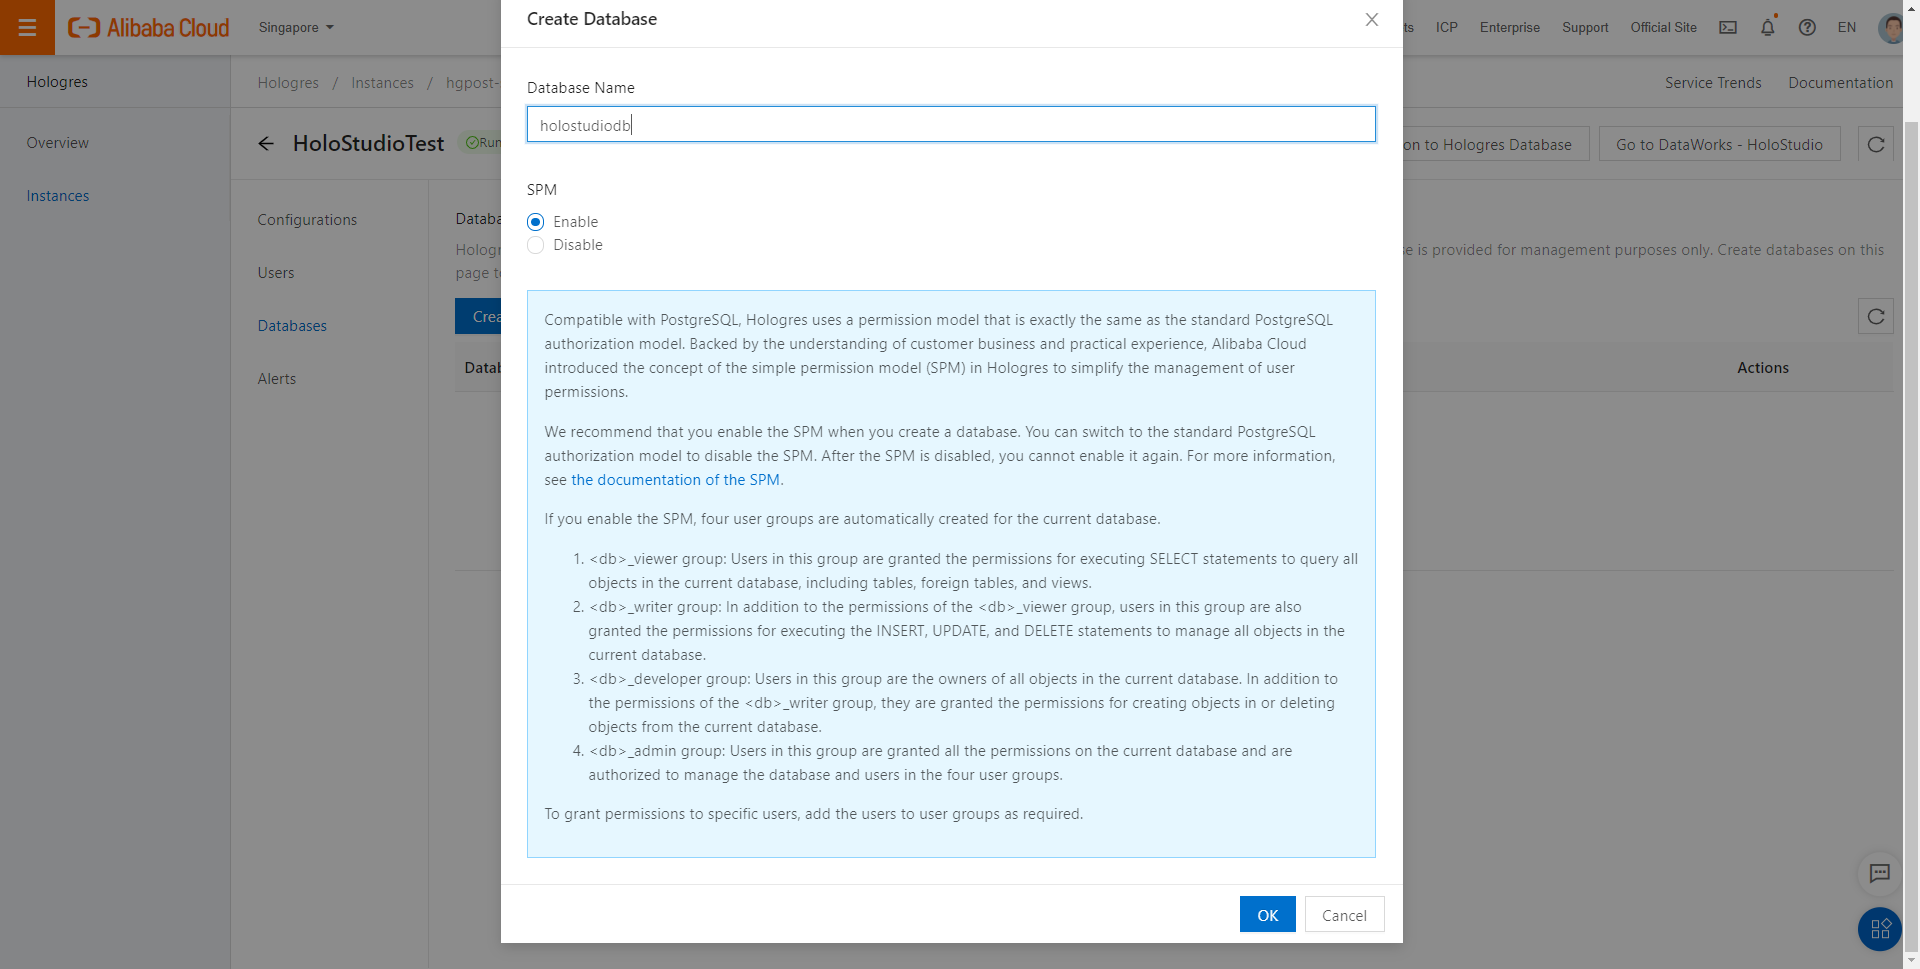 Create Database
Alibaba Cloud
Singapore
ICP
Enterprise
Support
Official Site
EN
Hologres
Hologres / Instances / hgpost-
Service Trends
Documentation
Overview
Instances
HoloStudioTest
Go to DataWorks - HoloStudio
on to Hologres Database
Configurations
Users
Databases
Alerts
Database Name
holostudiodb
SPM
Enable
Disable
is provided for management purposes only. Create databases on this
page
Actions
Compatible with PostgreSQL, Hologres uses a permission model that is exactly the same as the standard PostgreSQL
authorization model. Backed by the understanding of customer business and practical experience, Alibaba Cloud
introduced the concept of the simple permission model (SPM) in Hologres to simplify the management of user
permissions.
We recommend that you enable the SPM when you create a database. You can switch to the standard PostgreSQL
authorization model to disable the SPM. After the SPM is disabled, you cannot enable it again. For more information,
see the documentation of the SPM.
If you enable the SPM, four user groups are automatically created for the current database.
1. <db>_viewer group: Users in this group are granted the permissions for executing SELECT statements to query all
objects in the current database, including tables, foreign tables, and views.
2. <db>_writer group: In addition to the permissions of the <db>_viewer group, users in this group are also
granted the permissions for executing the INSERT, UPDATE, and DELETE statements to manage all objects in the
current database.
3. <db>_developer group: Users in this group are the owners of all objects in the current database. In addition to
the permissions of the <db>_writer group, they are granted the permissions for creating objects in or deleting
objects from the current database.
4. <db>_admin group: Users in this group are granted all the permissions on the current database and are
authorized to manage the database and users in the four user groups.
To grant permissions to specific users, add the users to user groups as required.
OK
Cancel